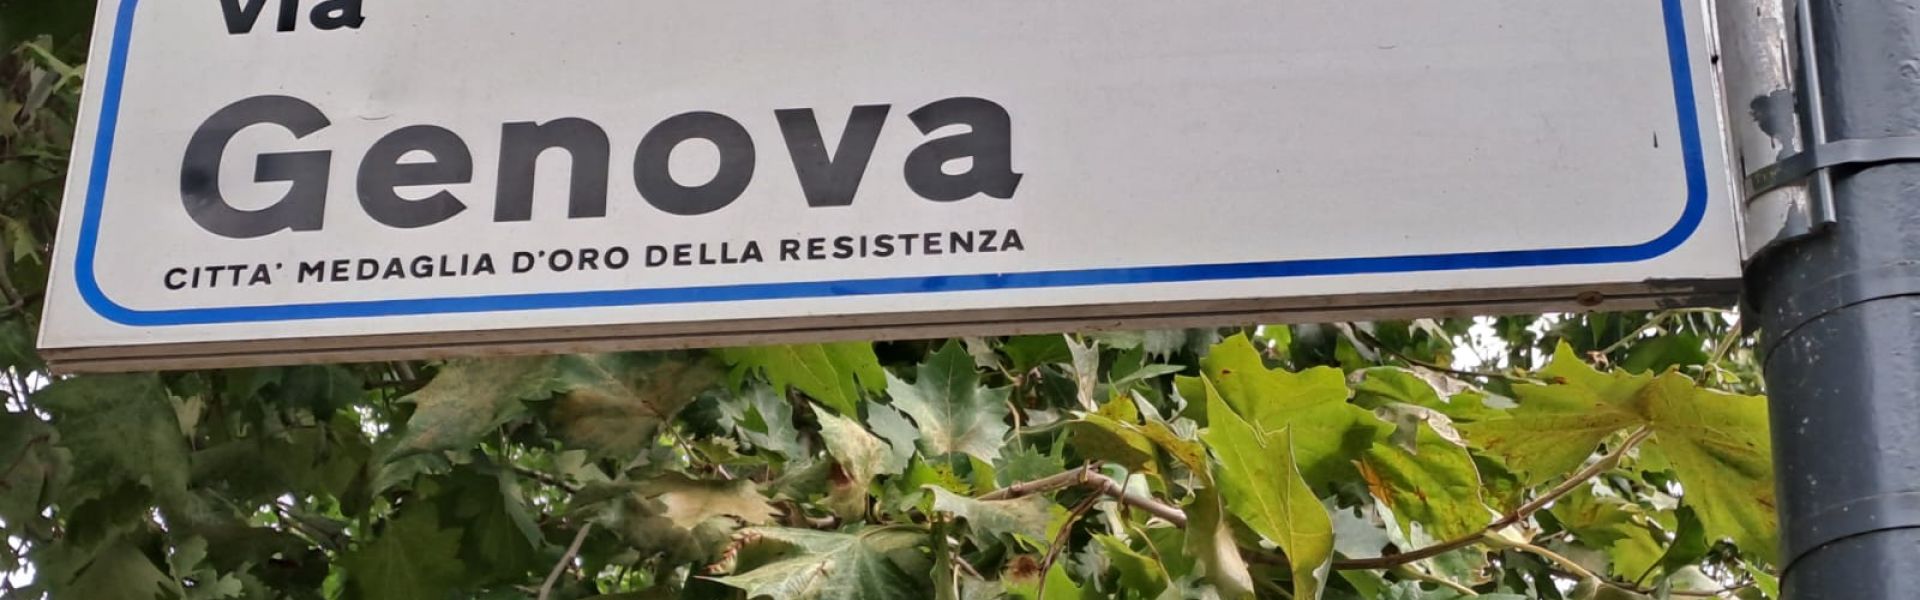 via
Genova
CITTA' MEDAGLIA D'ORO DELLA RESISTENZA